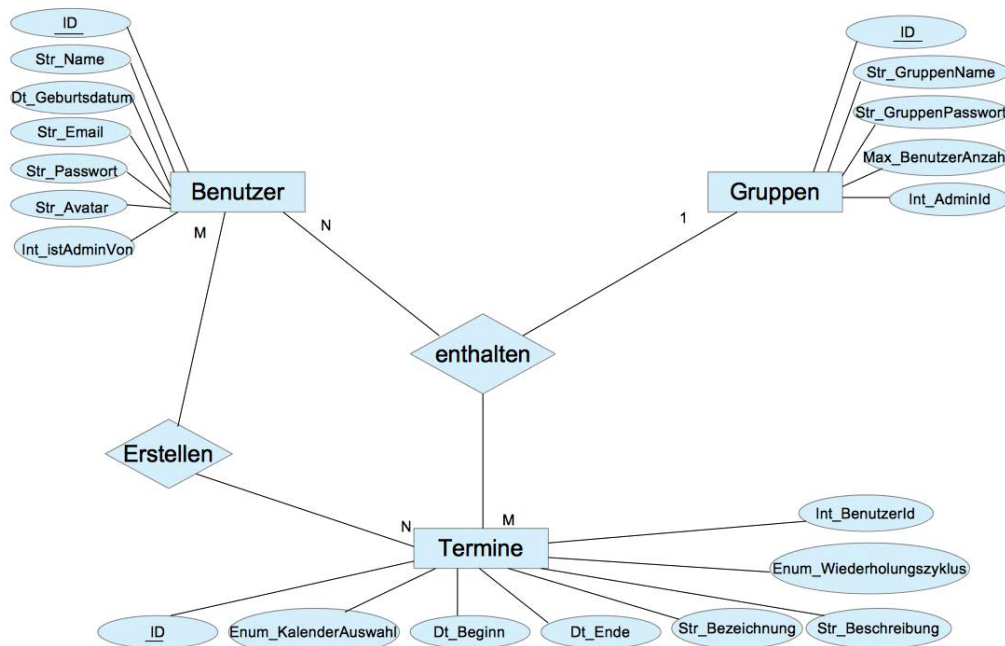 ID
Str_Name
Dt_Geburtsdatum
Str_Email
Str_Passwort
Str_Avatar
Int_istAdminVon
Benutzer
M
N
ID
Str_GruppenName
Str_GruppenPasswort
Max_BenutzerAnzah
Int_AdminId
Gruppen
1
enthalten
Erstellen
N
M
Termine
Int_BenutzerId
Enum_Wiederholungszyklus
ID
Enum_KalenderAuswahl
Dt_Beginn
Dt_Ende
Str_Bezeichnung
Str_Beschreibung